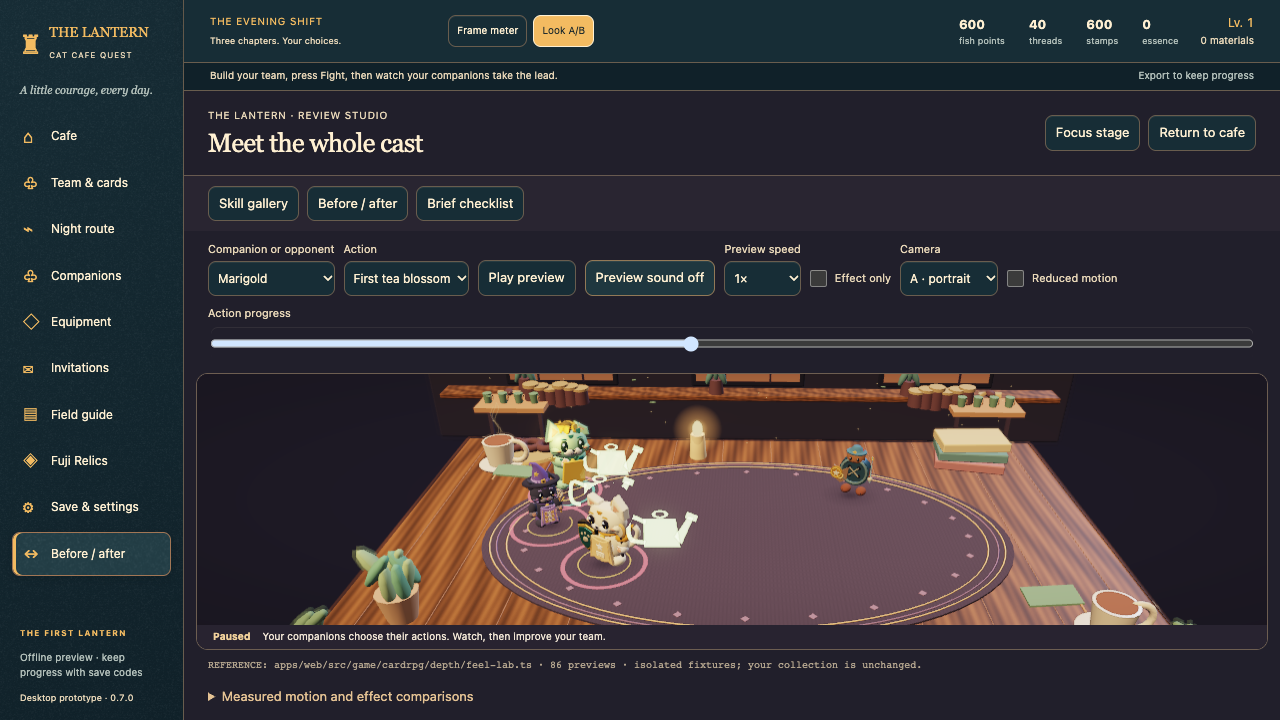 THE LANTERN
CAT CAFE QUEST
A little courage, every day.
Cafe
Team & cards
Night route
Companions
Equipment
Invitations
Field guide
Fuji Relics
Save & settings
Before / after
THE FIRST LANTERN
Offline preview · keep
progress with save codes
Desktop prototype · 0.7.0
THE EVENING SHIFT
Three chapters. Your choices.
Frame meter
Look A/B
600
fish points
40
threads
600
stamps
0
essence
Lv. 1
0 materials
Build your team, press Fight, then watch your companions take the lead.
Export to keep progress
THE LANTERN · REVIEW STUDIO
Meet the whole cast
Focus stage
Return to cafe
Skill gallery
Before / after
Brief checklist
Companion or opponent
Action
Preview speed
Camera
Marigold
First tea blossom
Play preview
Preview sound off
1x
Effect only
A · portrait
Reduced motion
Action progress
Paused Your companions choose their actions. Watch, then improve your team.
REFERENCE: apps/web/src/game/cardrpg/depth/feel-lab.ts · 86 previews · isolated fixtures; your collection is unchanged.
Measured motion and effect comparisons